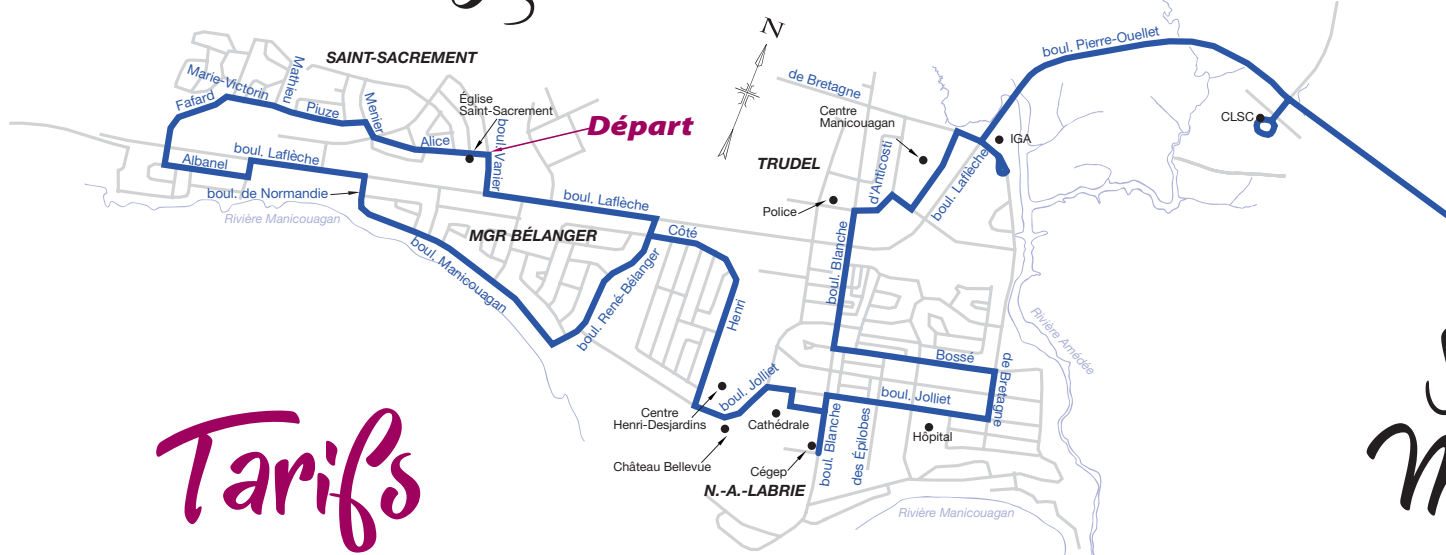 N
boul. Pierre-Ouellet
SAINT-SACREMENT
Mathieu
Marie-Victorin
Fafard
Piuze
Menier
Église
Saint-Sacrement
Alice
boul. Vanier
Départ
de Bretagne
Centre
Manicouagan
TRUDEL
d'Anticosti
IGA
CLSC
boul. Laflèche
Albanel
boul. Laflèche
boul. de Normandie
Rivière Manicouagan
boul. Laflèche
Police
MGR BÉLANGER
Côté
boul. Manicouagan
boul. René-Bélanger
Henri
boul. Blanche
Rivière Amédée
Bossé
de Bretagne
boul. Jolliet
boul. Jolliet
Centre
Henri-Desjardins
Cathédrale
boul. Blanche
des Épilobes
Hôpital
Château Bellevue
Cégep
N.-A.-LABRIE
Rivière Manicouagan
Tarifs